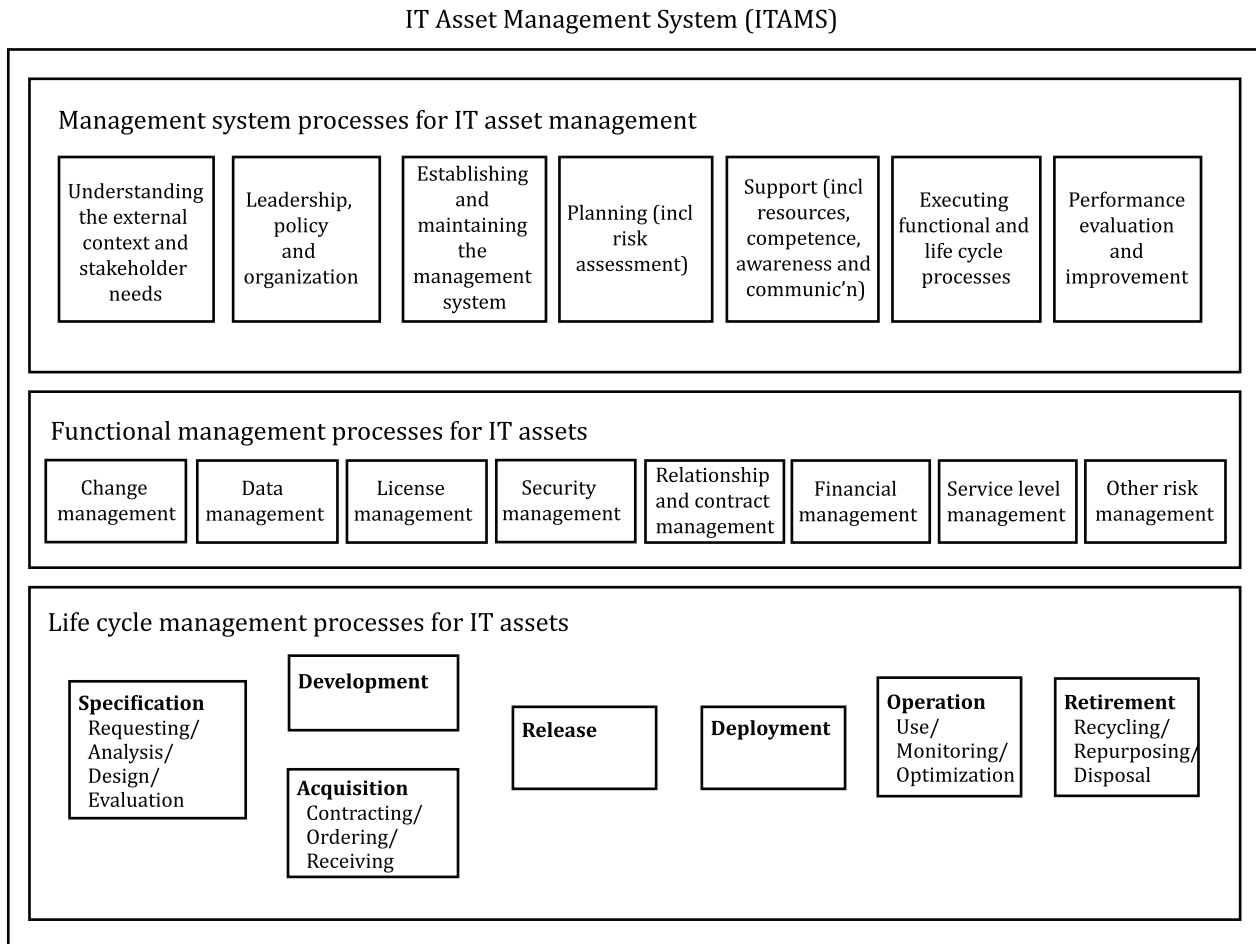 IT Asset Management System (ITAMS)
Management system processes for IT asset management
Understanding
the external
context and
stakeholder
needs
Leadership,
policy
and
organization
Establishing
and
maintaining
the
management
system
Planning (incl
risk
assessment)
Support (incl
resources,
competence,
awareness and
communic’n)
Executing
functional and
life cycle
processes
Performance
evaluation
and
improvement
Functional management processes for IT assets
Change
management
Data
management
License
management
Security
management
Relationship
and contract
management
Financial
management
Service level
management
Other risk
management
Life cycle management processes for IT assets
Specification
Requesting/
Analysis/
Design/
Evaluation
Development
Acquisition
Contracting/
Ordering/
Receiving
Release
Deployment
Operation
Use/
Monitoring/
Optimization
Retirement
Recycling/
Repurposing/
Disposal